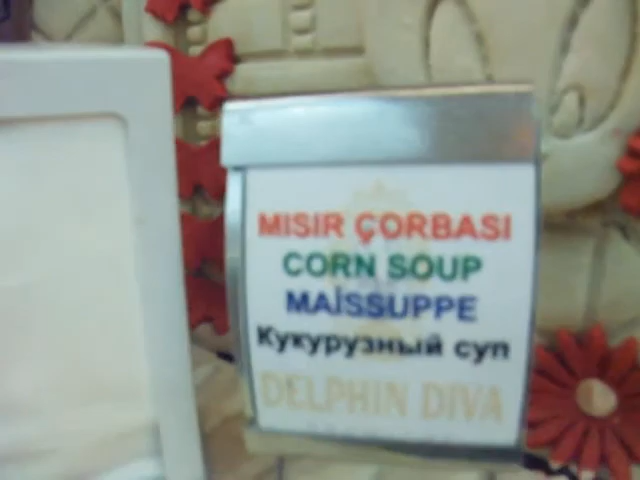 MISIR ÇORBASI
CORN SOUP
MAİSSUPPE
Кукурузный суп
DELPHIN DIVA